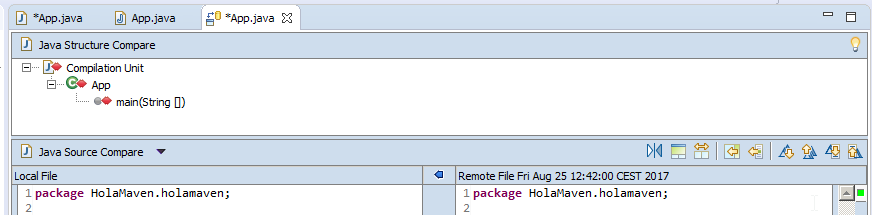 *App.java App.java *App.java
Java Structure Compare
Compilation Unit
App
main(String [])
Java Source Compare
Local File Remote File Fri Aug 25 12:42:00 CEST 2017
1 package HolaMaven.holamaven; 1 package HolaMaven.holamaven;
2 2